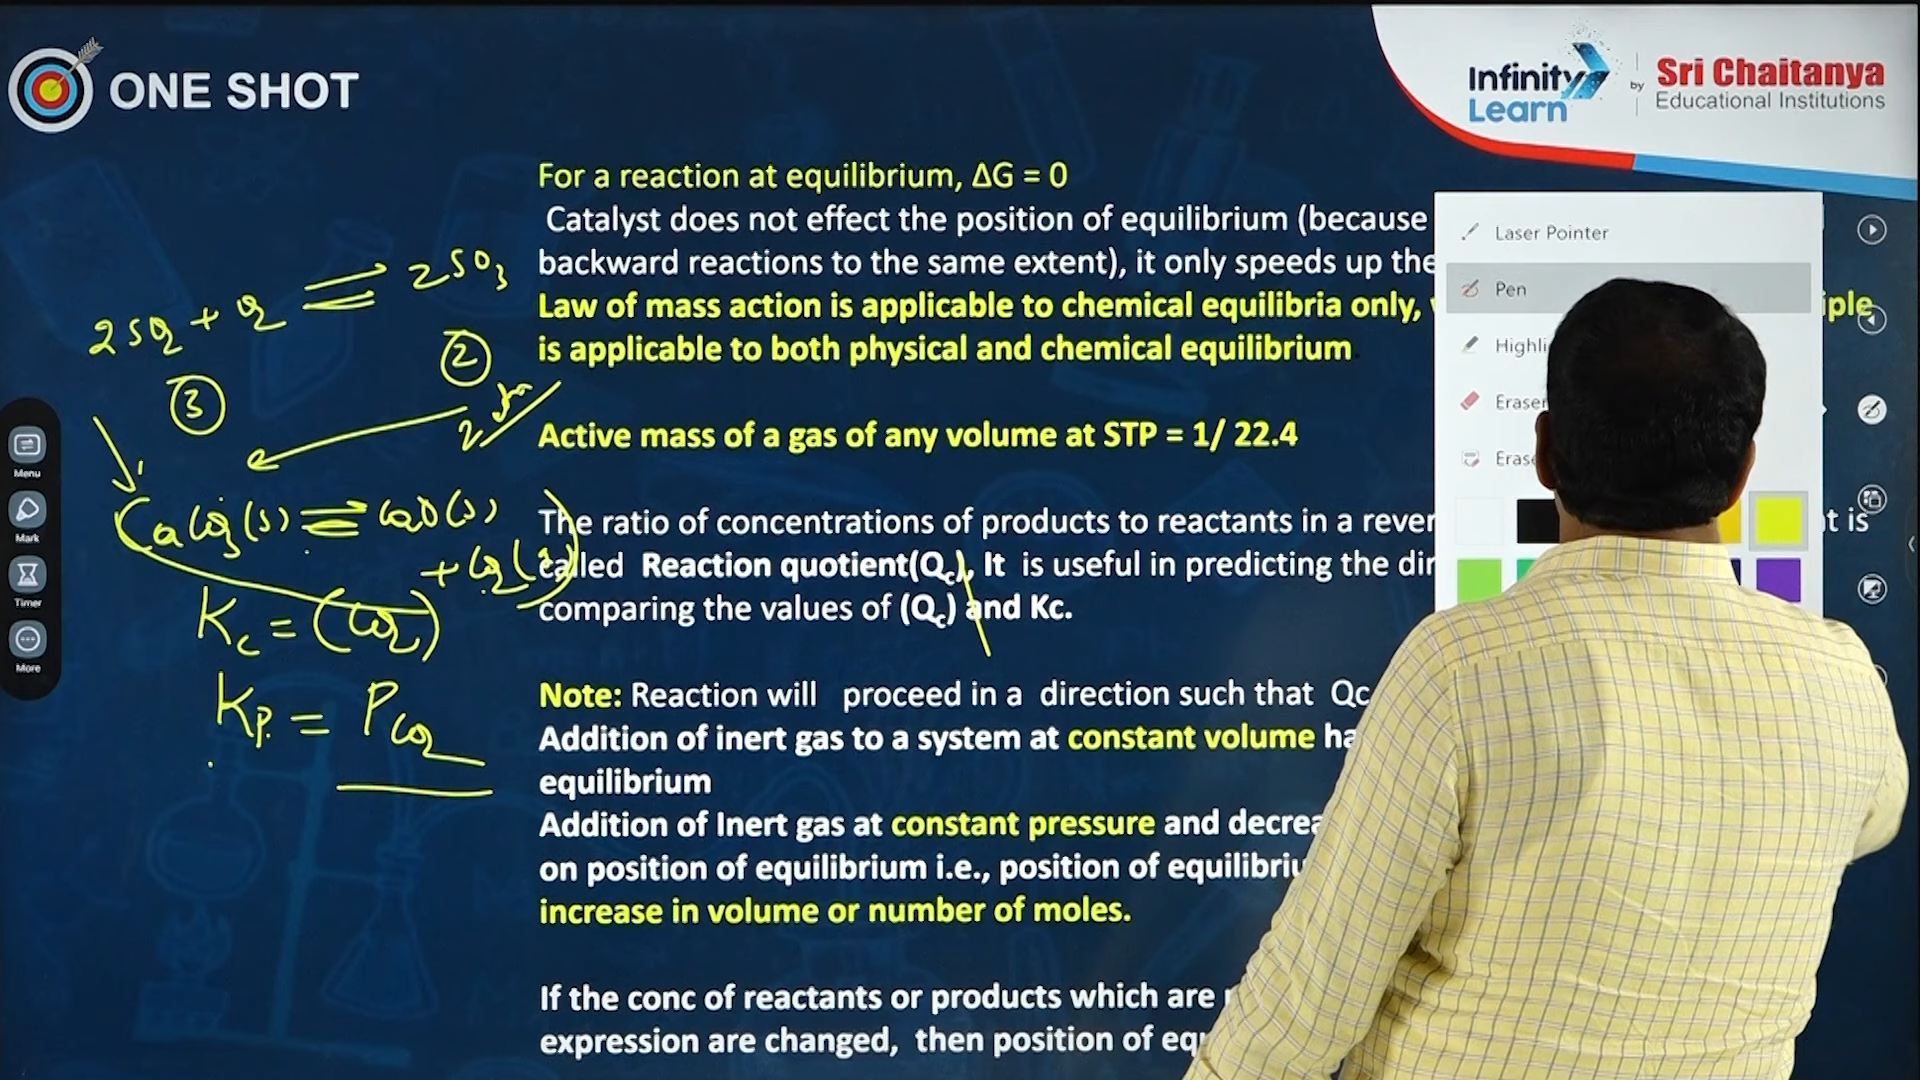 ONE SHOT
Infinity Learn
by
Sri Chaitanya
Educational Institutions
For a reaction at equilibrium, ΔG = 0
Catalyst does not effect the position of equilibrium (because
backward reactions to the same extent), it only speeds up the
Law of mass action is applicable to chemical equilibria only,
is applicable to both physical and chemical equilibrium.
Active mass of a gas of any volume at STP = 1/ 22.4
The ratio of concentrations of products to reactants in a rever t is
called Reaction quotient(Qc), It is useful in predicting the dir
comparing the values of (Qc) and Kc.
Note: Reaction will proceed in a direction such that Qc
Addition of inert gas to a system at constant volume ha
equilibrium
Addition of Inert gas at constant pressure and decrea
on position of equilibrium i.e., position of equilibriu
increase in volume or number of moles.
If the conc of reactants or products which are
expression are changed, then position of equ
2SO2 + O2 ⇌ 2SO3
3
2
CaCO3(s) ⇌ CaO(s)
+ CO2(g)
Kc = (CO2)
Kp = PCO2
Laser Pointer
Pen
Highli
Eraser
Erase
Menu
Mark
Timer
More